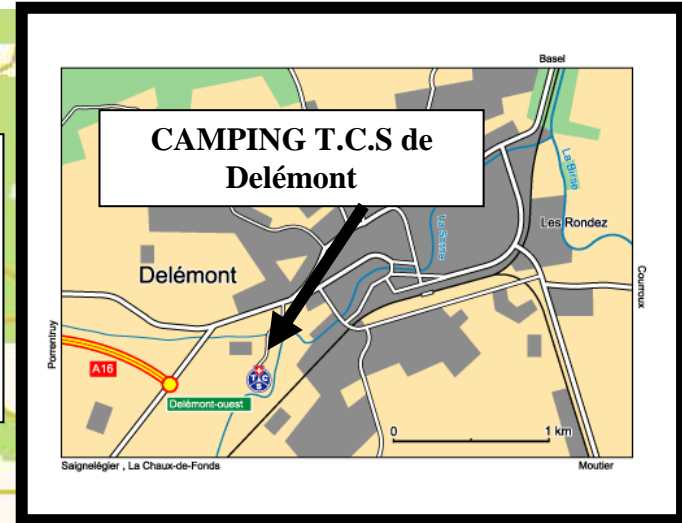 Basel
CAMPING T.C.S de
Delémont
La Birse
La Sorne
Les Rondez
Delémont
Courroux
Porrentruy
A16
TCS
Delémont-ouest
0 1 km
Saignelégier , La Chaux-de-Fonds
Moutier